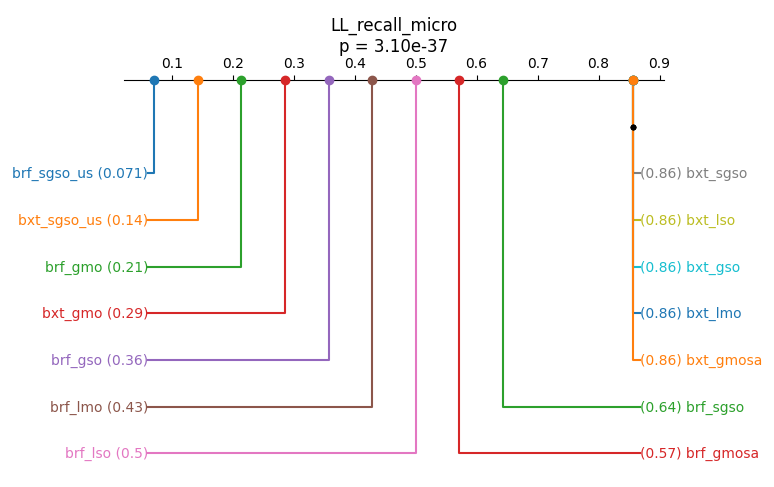 LL_recall_micro
p = 3.10e-37
0.1 0.2 0.3 0.4 0.5 0.6 0.7 0.8 0.9
brf_sgso_us (0.071) (0.86) bxt_sgso
bxt_sgso_us (0.14) (0.86) bxt_lso
brf_gmo (0.21) (0.86) bxt_gso
bxt_gmo (0.29) (0.86) bxt_lmo
brf_gso (0.36) (0.86) bxt_gmosa
brf_lmo (0.43) (0.64) brf_sgso
brf_lso (0.5) (0.57) brf_gmosa